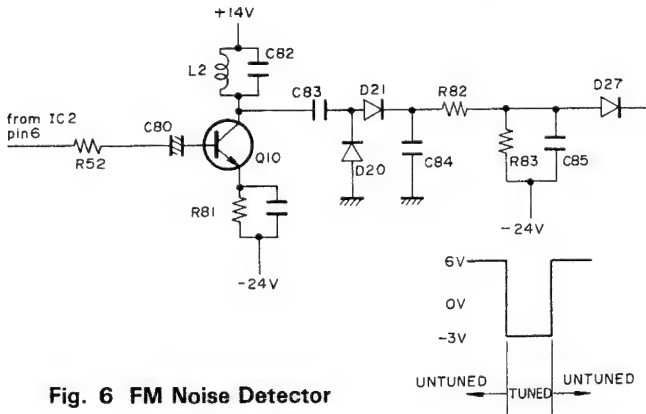 +14V
L2
C82
from IC2
pin6
R52
C80
Q10
C83
D21
R82
D27
D20
C84
R83
C85
R81
-24V
-24V
6V
0V
-3V
UNTUNED
TUNED
UNTUNED
Fig. 6 FM Noise Detector